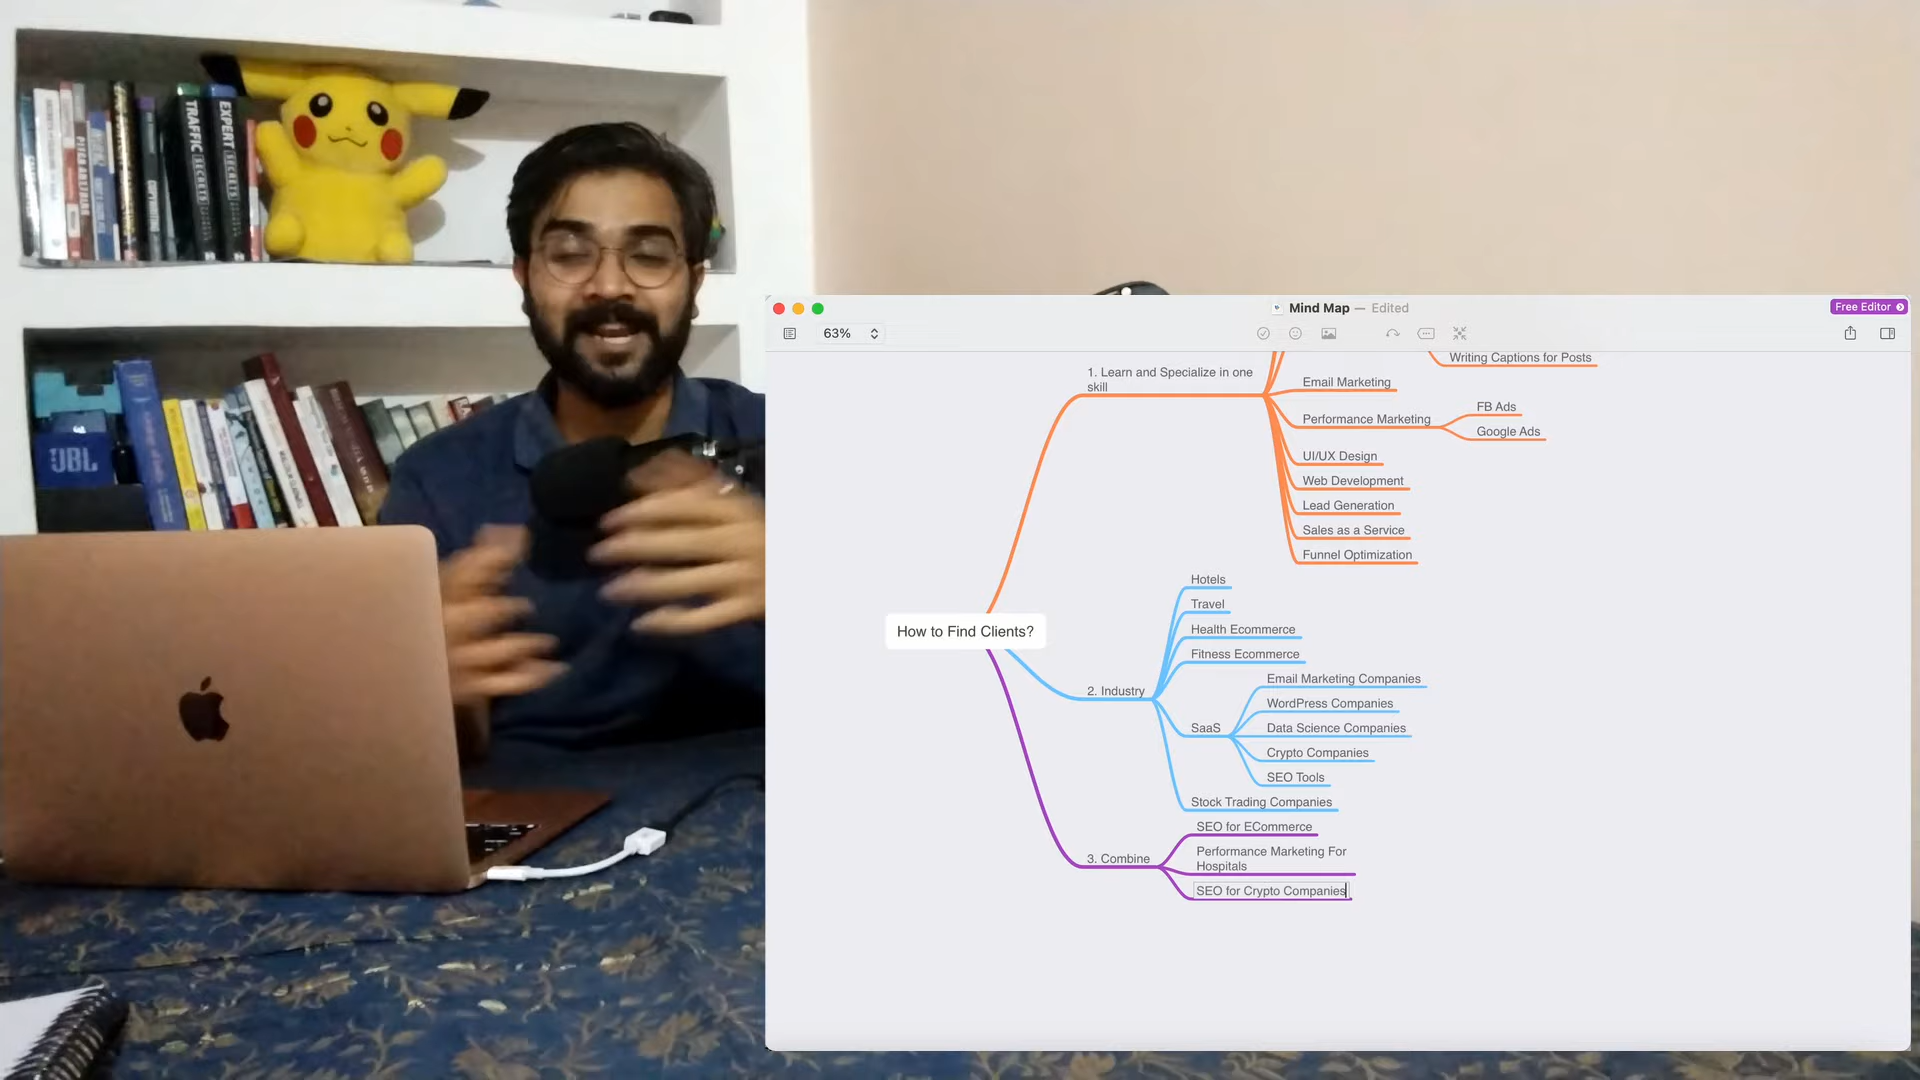 TRAFFIC SECRETS
EXPERT SECRETS
JBL
Mind Map — Edited
Free Editor
63%
Writing Captions for Posts
1. Learn and Specialize in one
skill
Email Marketing
Performance Marketing
FB Ads
Google Ads
UI/UX Design
Web Development
Lead Generation
Sales as a Service
Funnel Optimization
How to Find Clients?
2. Industry
Hotels
Travel
Health Ecommerce
Fitness Ecommerce
SaaS
Email Marketing Companies
WordPress Companies
Data Science Companies
Crypto Companies
SEO Tools
Stock Trading Companies
3. Combine
SEO for ECommerce
Performance Marketing For
Hospitals
SEO for Crypto Companies